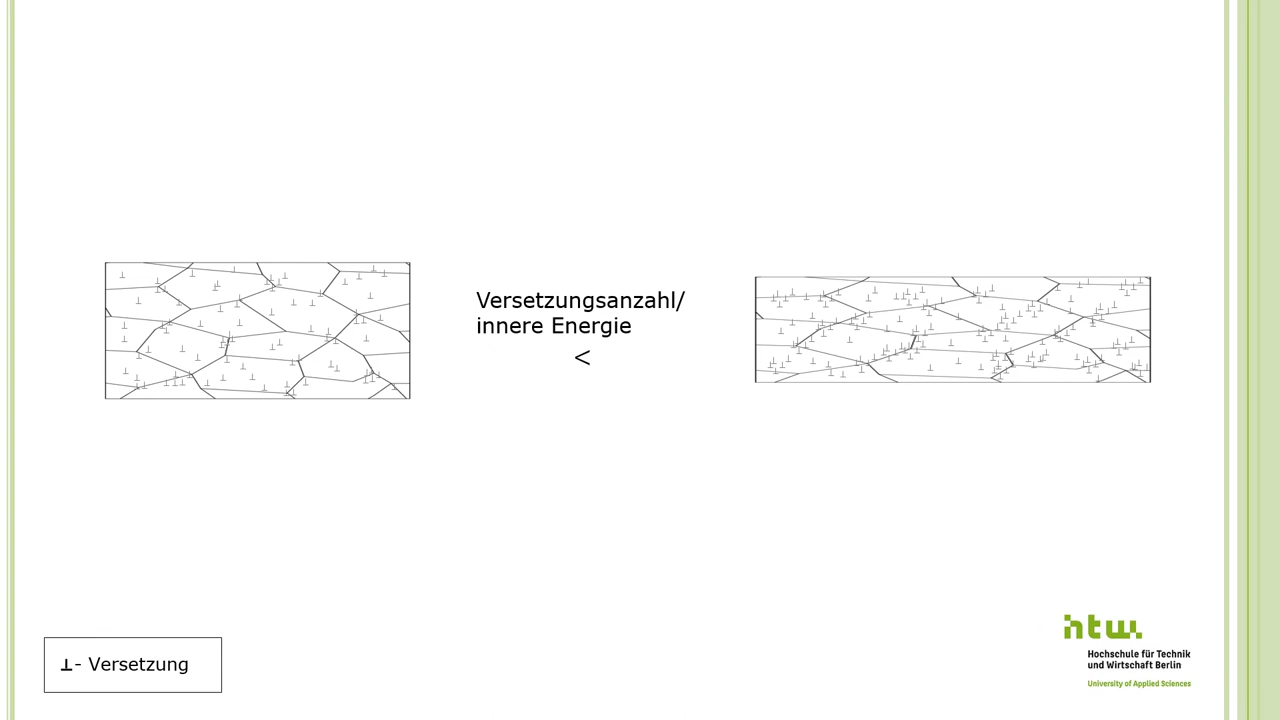 Versetzungsanzahl/
innere Energie
<
⊥- Versetzung
htw.
Hochschule für Technik
und Wirtschaft Berlin
University of Applied Sciences